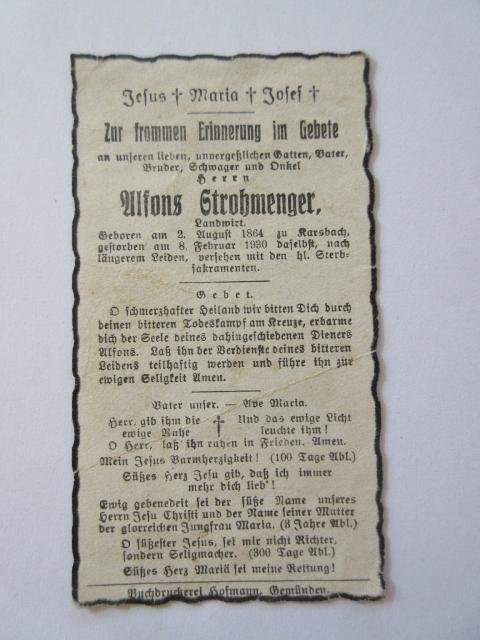 Jesus † Maria † Josef †
Zur frommen Erinnerung im Gebete
an unseren lieben, unvergeßlichen Gatten, Vater,
Bruder, Schwager und Onkel
Herrn
Alfons Strohmenger,
Landwirt.
Geboren am 2. August 1864 zu Karsbach,
gestorben am 8. Februar 1930 daselbst, nach
längerem Leiden, versehen mit den hl. Sterb-
sakramenten.
Gebet.
O schmerzhafter Heiland wir bitten Dich durch
deinen bitteren Todeskampf am Kreuze, erbarme
dich der Seele deines dahingeschiedenen Dieners
Alfons. Laß ihn der Verdienste deines bitteren
Leidens teilhaftig werden und führe ihn zur
ewigen Seligkeit Amen.
Vater unser. — Ave Maria.
Herr, gib ihm die † Und das ewige Licht
ewige Ruhe leuchte ihm!
O Herr, laß ihn ruhen in Frieden. Amen.
Mein Jesus Barmherzigkeit! (100 Tage Abl.)
Süßes Herz Jesu gib, daß ich immer
mehr dich lieb'!
Ewig gebenedeit sei der süße Name unseres
Herrn Jesu Christi und der Name seiner Mutter
der glorreichen Jungfrau Maria. (3 Jahre Abl.)
O süßester Jesus, sei mir nicht Richter,
sondern Seligmacher. (300 Tage Abl.)
Süßes Herz Mariä sei meine Rettung!
Buchdruckerei Hofmann, Gemünden.